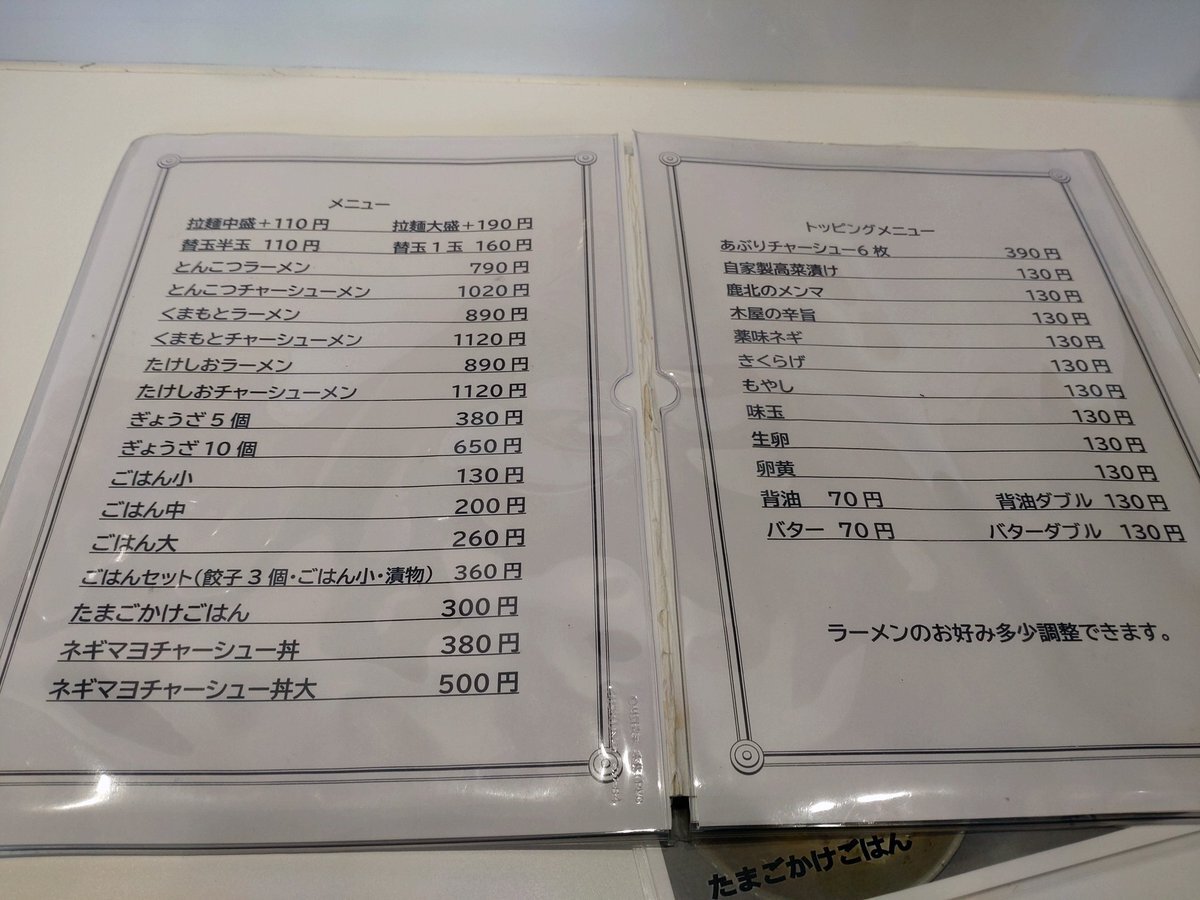 メニュー
拉麺中盛+110円 拉麺大盛+190円
替玉半玉 110円 替玉1玉 160円
とんこつラーメン 790円
とんこつチャーシューメン 1020円
くまもとラーメン 890円
くまもとチャーシューメン 1120円
たけしおラーメン 890円
たけしおチャーシューメン 1120円
ぎょうざ5個 380円
ぎょうざ10個 650円
ごはん小 130円
ごはん中 200円
ごはん大 260円
ごはんセット(餃子3個・ごはん小・漬物) 360円
たまごかけごはん 300円
ネギマヨチャーシュー丼 380円
ネギマヨチャーシュー丼大 500円
トッピングメニュー
あぶりチャーシュー6枚 390円
自家製高菜漬け 130円
鹿北のメンマ 130円
木屋の辛旨 130円
薬味ネギ 130円
きくらげ 130円
もやし 130円
味玉 130円
生卵 130円
卵黄 130円
背油 70円 背油ダブル 130円
バター 70円 バターダブル 130円
ラーメンのお好み多少調整できます。
たまごかけごはん